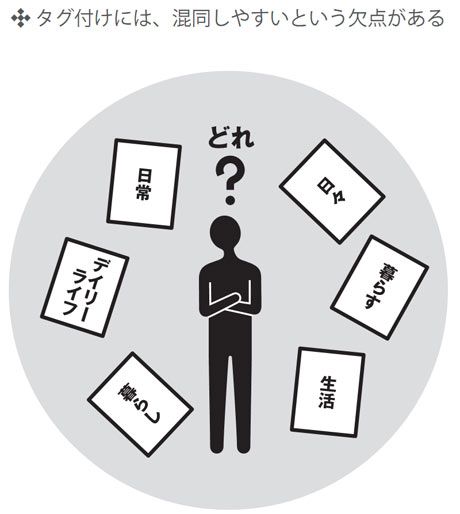 ✥ タグ付けには、混同しやすいという欠点がある
どれ
?
日常
日々
デイリー
ライフ
暮らす
暮らし
生活